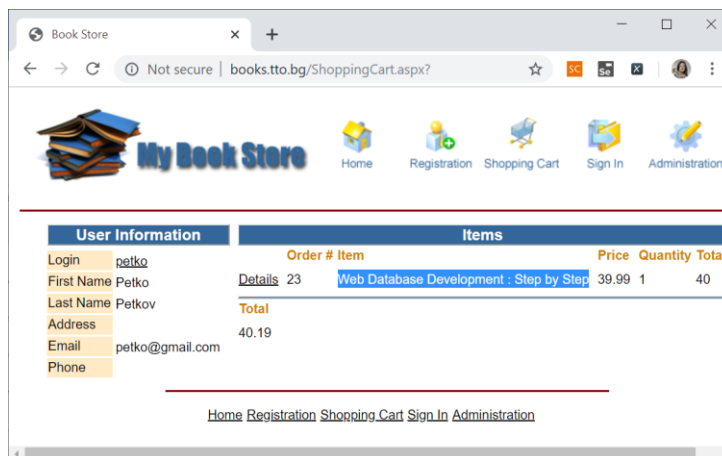 Book Store
Not secure | books.tto.bg/ShoppingCart.aspx?
SC
Se
X
My Book Store
Home Registration Shopping Cart Sign In Administration
User Information
Login petko
First Name Petko
Last Name Petkov
Address
Email petko@gmail.com
Phone
Items
Order # Item Price Quantity Tota
Details 23 Web Database Development : Step by Step 39.99 1 40
Total
40.19
Home Registration Shopping Cart Sign In Administration